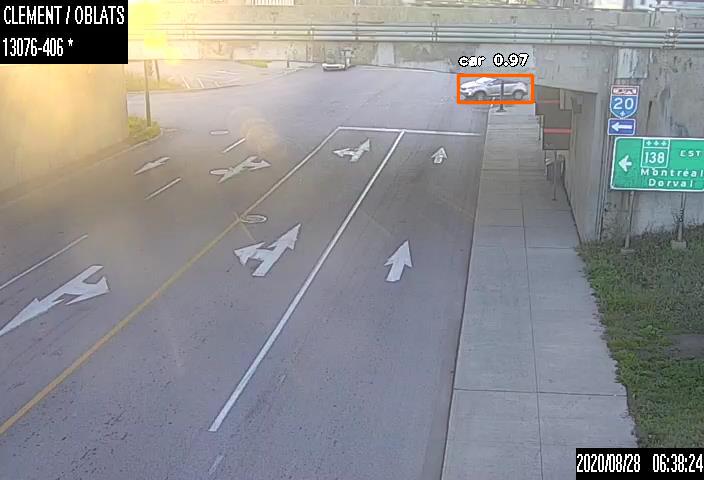 CLEMENT / OBLATS
13076-406 *
car 0.97
20
138 EST
Montréal
Dorval
2020/08/28 06:38:24